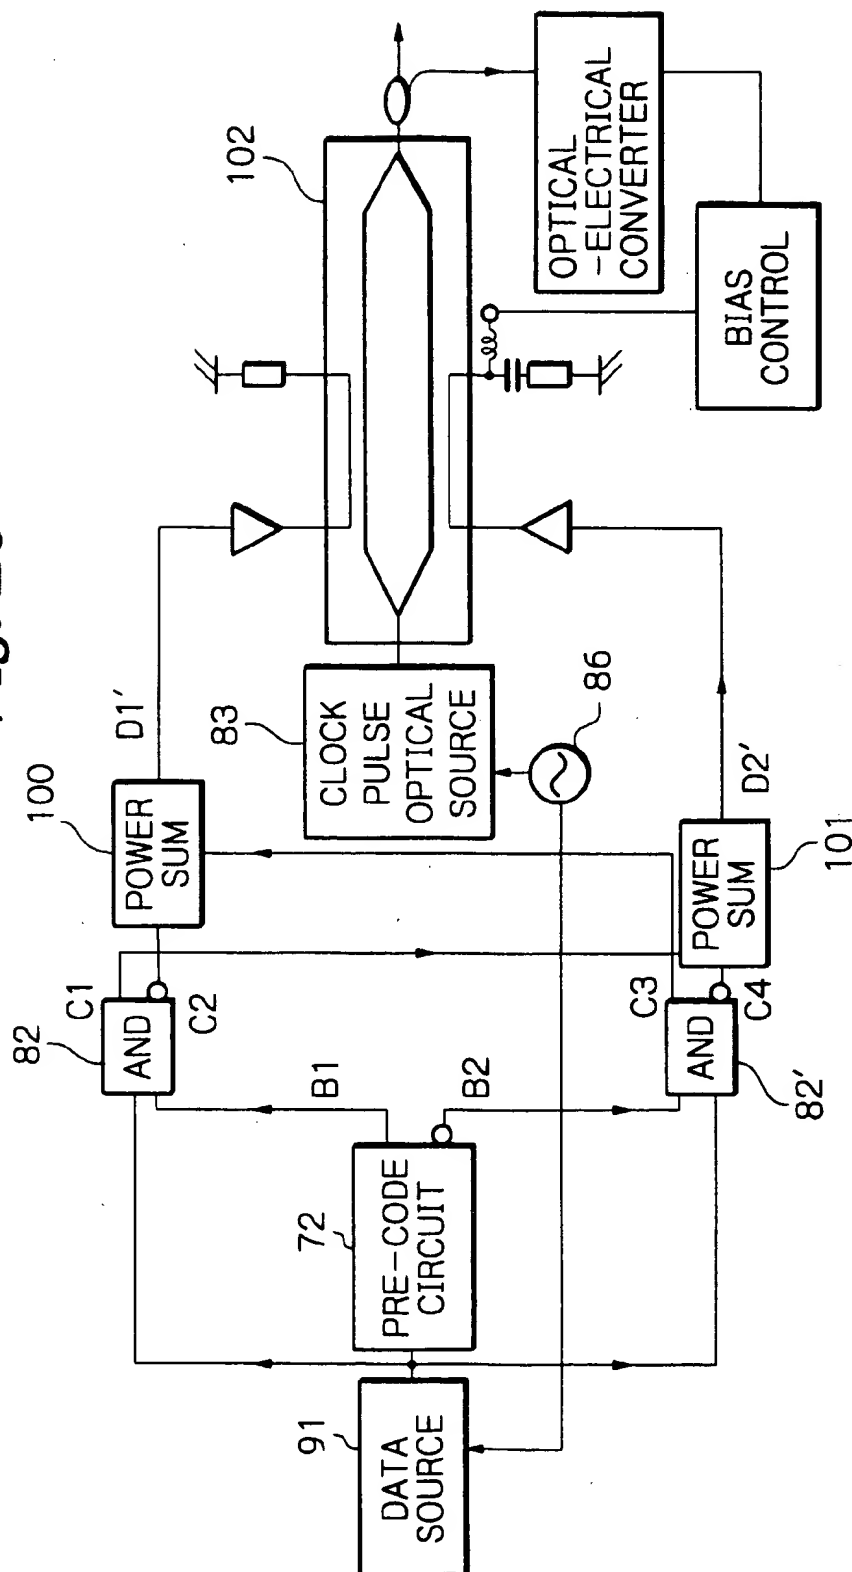 102
OPTICAL
-ELECTRICAL
CONVERTER
BIAS
CONTROL
D1'
83
CLOCK
PULSE
OPTICAL
SOURCE
86
D2'
100
POWER
SUM
POWER
SUM
101
82
AND
C1
C2
C3
C4
AND
82'
B1
B2
72
PRE-CODE
CIRCUIT
91
DATA
SOURCE